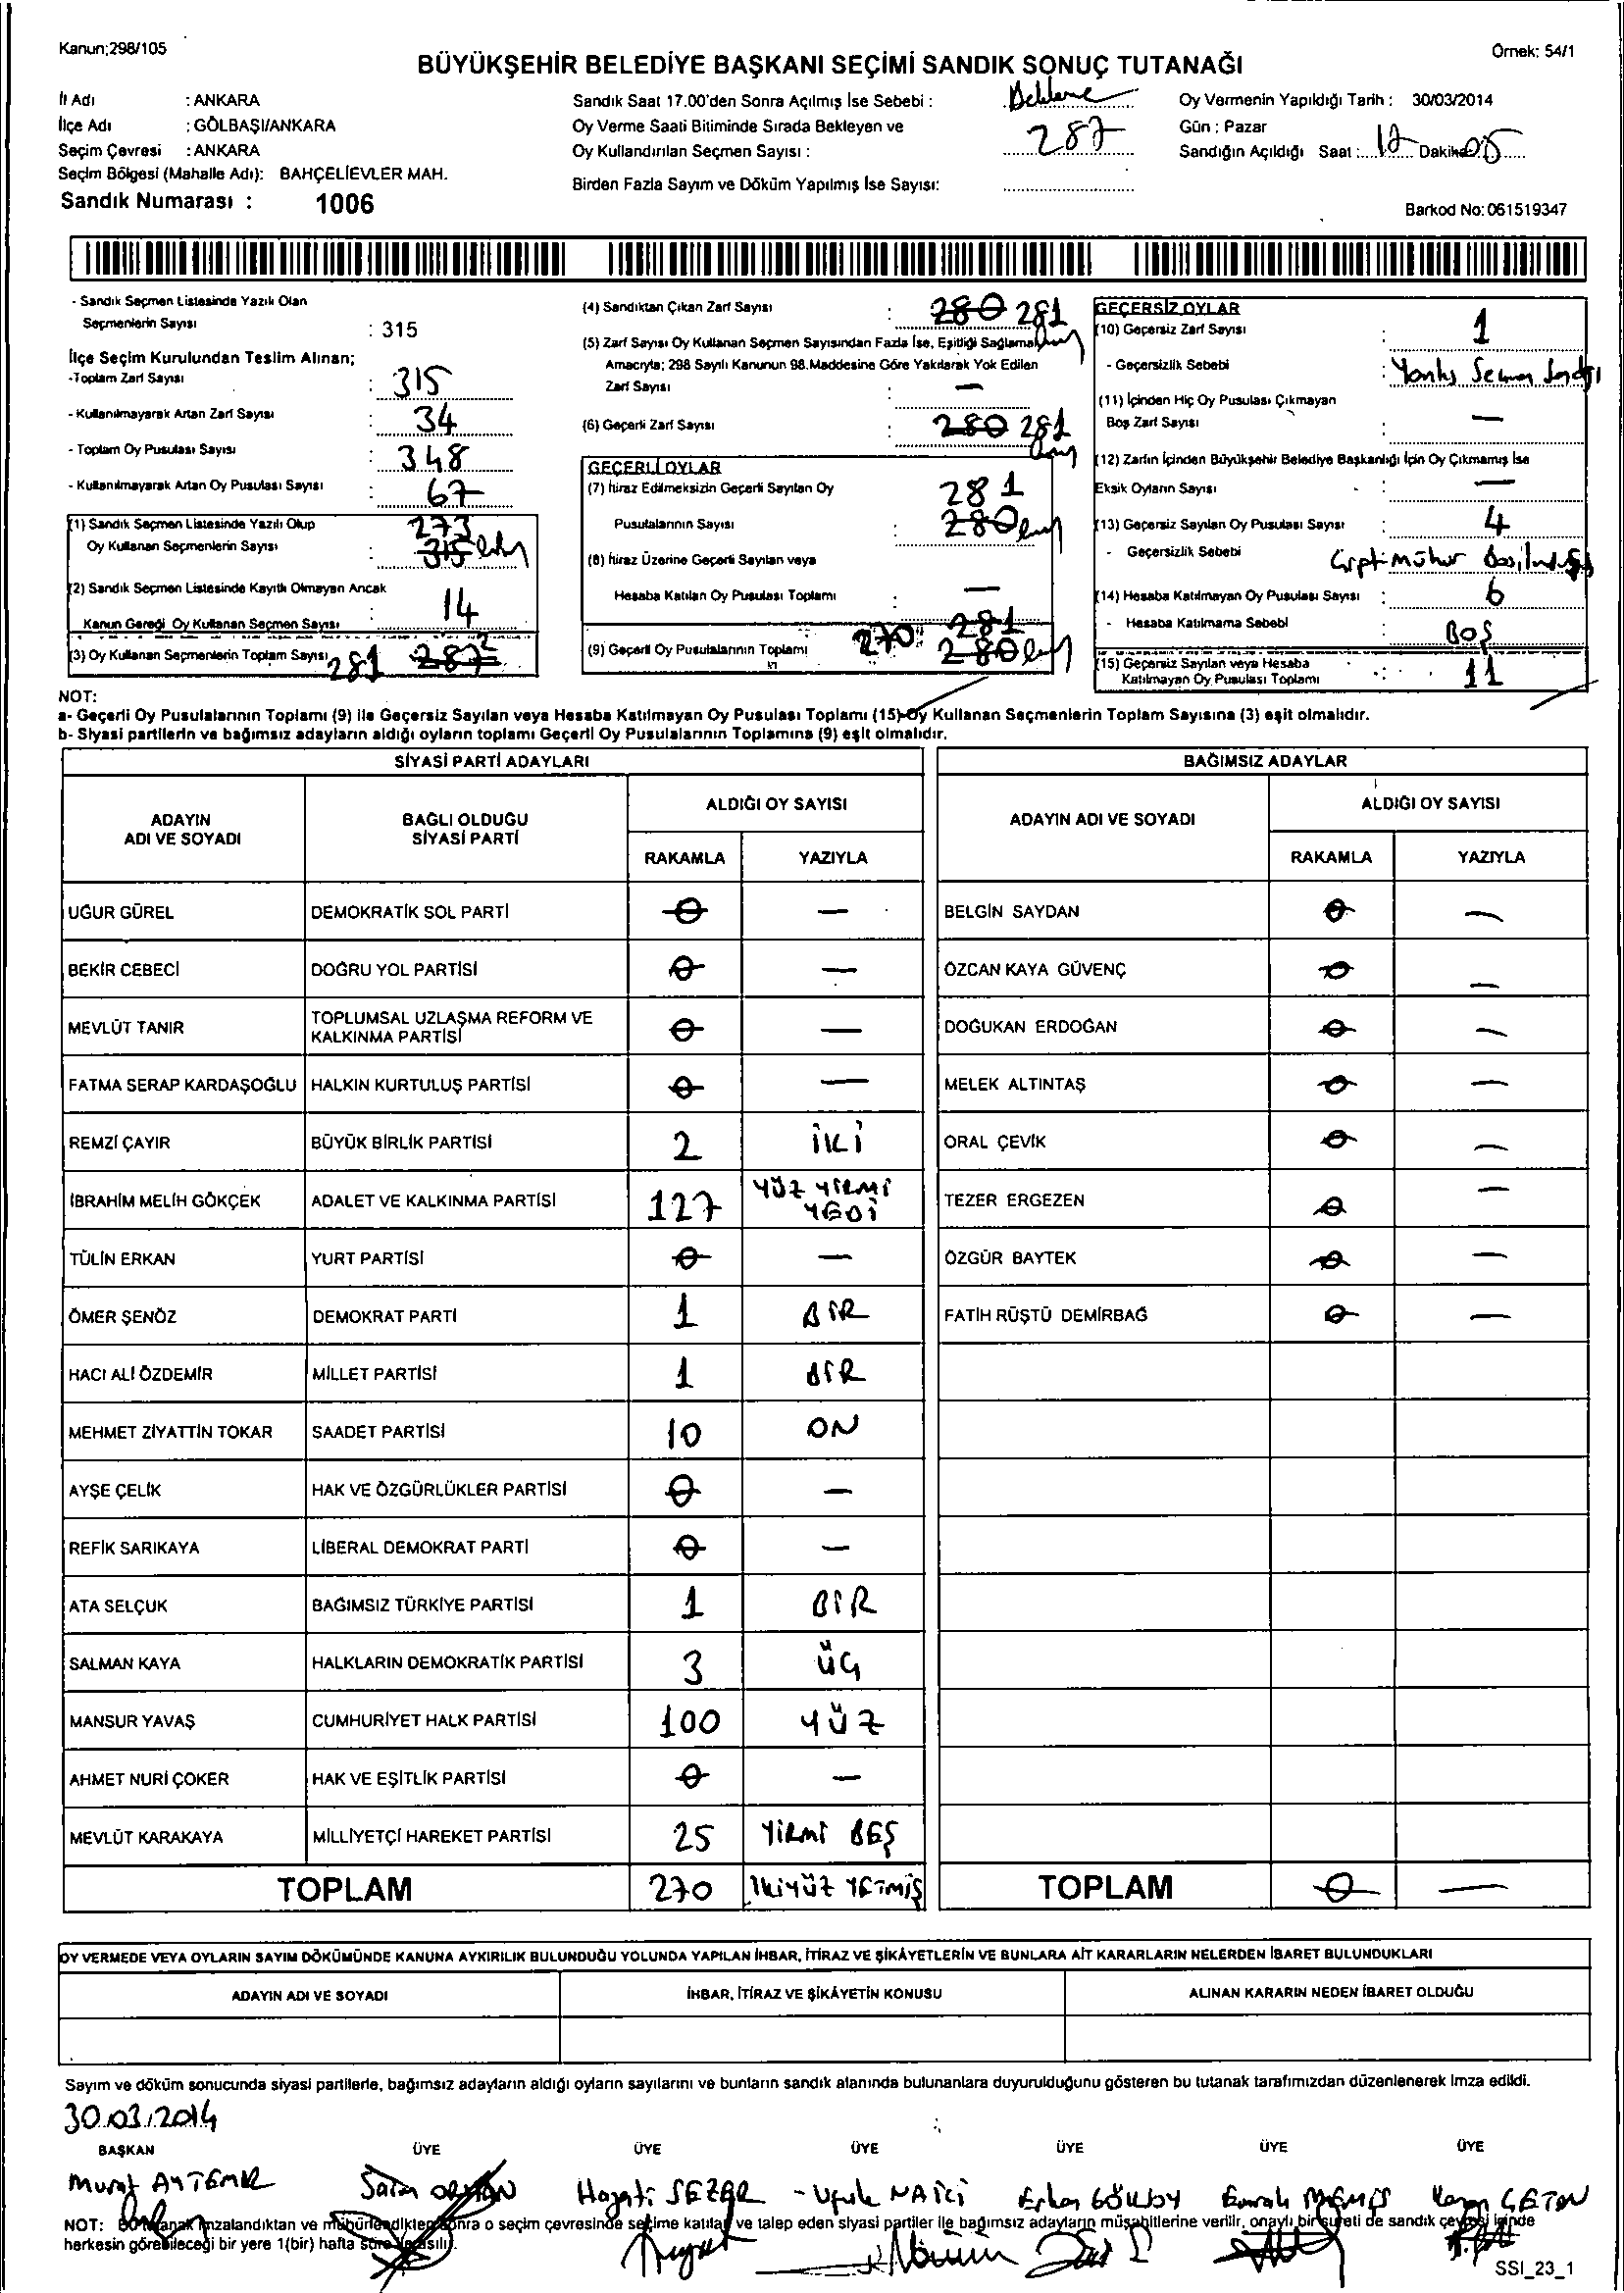 Kanun;298/105
Örnek: 54/1
BÜYÜKŞEHİR BELEDİYE BAŞKANI SEÇİMİ SANDIK SONUÇ TUTANAĞI
İl Adı : ANKARA
İlçe Adı : GÖLBAŞI/ANKARA
Seçim Çevresi : ANKARA
Seçim Bölgesi (Mahalle Adı): BAHÇELİEVLER MAH.
Sandık Numarası : 1006
Sandık Saat 17.00'den Sonra Açılmış İse Sebebi :
Oy Verme Saati Bitiminde Sırada Bekleyen ve
Oy Kullandırılan Seçmen Sayısı : 287
Birden Fazla Sayım ve Döküm Yapılmış İse Sayısı:
Oy Vermenin Yapıldığı Tarih : 30/03/2014
Gün : Pazar
Sandığın Açıldığı Saat : 17 Dakika 05
Barkod No: 061519347
- Sandık Seçmen Listesinde Yazılı Olan
Seçmenlerin Sayısı : 315
İlçe Seçim Kurulundan Teslim Alınan;
-Toplam Zarf Sayısı : 315
- Kullanılmayarak Artan Zarf Sayısı : 34
- Toplam Oy Pusulası Sayısı : 348
- Kullanılmayarak Artan Oy Pusulası Sayısı : 67
(1) Sandık Seçmen Listesinde Yazılı Olup 273
Oy Kullanan Seçmenlerin Sayısı : 315
(2) Sandık Seçmen Listesinde Kayıtlı Olmayan Ancak
Kanun Gereği Oy Kullanan Seçmen Sayısı : 14
(3) Oy Kullanan Seçmenlerin Toplam Sayısı 281 287
(4) Sandıktan Çıkan Zarf Sayısı : 280 281
(5) Zarf Sayısı Oy Kullanan Seçmen Sayısından Fazla İse, Eşitliği Sağlamak
Amacıyla; 298 Sayılı Kanunun 98.Maddesine Göre Yakılarak Yok Edilen
Zarf Sayısı : —
(6) Geçerli Zarf Sayısı : 280 281
GEÇERLİ OYLAR
(7) İtiraz Edilmeksizin Geçerli Sayılan Oy 281
Pusulalarının Sayısı : 280
(8) İtiraz Üzerine Geçerli Sayılan veya
Hesaba Katılan Oy Pusulası Toplamı : —
(9) Geçerli Oy Pusulalarının Toplamı : 270 281 280
GEÇERSİZ OYLAR
(10) Geçersiz Zarf Sayısı : 1
- Geçersizlik Sebebi :
(11) İçinden Hiç Oy Pusulası Çıkmayan
Boş Zarf Sayısı : —
(12) Zarfın İçinden Büyükşehir Belediye Başkanlığı İçin Oy Çıkmamış İse
Eksik Oyların Sayısı : —
(13) Geçersiz Sayılan Oy Pusulası Sayısı : 4
- Geçersizlik Sebebi
(14) Hesaba Katılmayan Oy Pusulası Sayısı : 6
- Hesaba Katılmama Sebebi : BOŞ
(15) Geçersiz Sayılan veya Hesaba
Katılmayan Oy Pusulası Toplamı : 11
NOT:
a- Geçerli Oy Pusulalarının Toplamı (9) ile Geçersiz Sayılan veya Hesaba Katılmayan Oy Pusulası Toplamı (15) Oy Kullanan Seçmenlerin Toplam Sayısına (3) eşit olmalıdır.
b- Siyasi partilerin ve bağımsız adayların aldığı oyların toplamı Geçerli Oy Pusulalarının Toplamına (9) eşit olmalıdır.
SİYASİ PARTİ ADAYLARI
ADAYIN ADI VE SOYADI
BAĞLI OLDUĞU SİYASİ PARTİ
ALDIĞI OY SAYISI
RAKAMLA YAZIYLA
UĞUR GÜREL DEMOKRATİK SOL PARTİ 0 —
BEKİR CEBECİ DOĞRU YOL PARTİSİ 0 —
MEVLÜT TANIR TOPLUMSAL UZLAŞMA REFORM VE KALKINMA PARTİSİ 0 —
FATMA SERAP KARDAŞOĞLU HALKIN KURTULUŞ PARTİSİ 0 —
REMZİ ÇAYIR BÜYÜK BİRLİK PARTİSİ 2 İKİ
İBRAHİM MELİH GÖKÇEK ADALET VE KALKINMA PARTİSİ 127 YÜZ YİRMİ YEDİ
TÜLİN ERKAN YURT PARTİSİ 0 —
ÖMER ŞENÖZ DEMOKRAT PARTİ 1 BİR
HACI ALİ ÖZDEMİR MİLLET PARTİSİ 1 BİR
MEHMET ZİYATTİN TOKAR SAADET PARTİSİ 10 ON
AYŞE ÇELİK HAK VE ÖZGÜRLÜKLER PARTİSİ 0 —
REFİK SARIKAYA LİBERAL DEMOKRAT PARTİ 0 —
ATA SELÇUK BAĞIMSIZ TÜRKİYE PARTİSİ 1 BİR
SALMAN KAYA HALKLARIN DEMOKRATİK PARTİSİ 3 ÜÇ
MANSUR YAVAŞ CUMHURİYET HALK PARTİSİ 100 YÜZ
AHMET NURİ ÇOKER HAK VE EŞİTLİK PARTİSİ 0 —
MEVLÜT KARAKAYA MİLLİYETÇİ HAREKET PARTİSİ 25 YİRMİ BEŞ
TOPLAM 270 İKİYÜZ YETMİŞ
BAĞIMSIZ ADAYLAR
ADAYIN ADI VE SOYADI
ALDIĞI OY SAYISI
RAKAMLA YAZIYLA
BELGİN SAYDAN 0 —
ÖZCAN KAYA GÜVENÇ 0 —
DOĞUKAN ERDOĞAN 0 —
MELEK ALTINTAŞ 0 —
ORAL ÇEVİK 0 —
TEZER ERGEZEN 0 —
ÖZGÜR BAYTEK 0 —
FATİH RÜŞTÜ DEMİRBAĞ 0 —
TOPLAM 0 —
OY VERMEDE VEYA OYLARIN SAYIM DÖKÜMÜNDE KANUNA AYKIRILIK BULUNDUĞU YOLUNDA YAPILAN İHBAR, İTİRAZ VE ŞİKÂYETLERİN VE BUNLARA AİT KARARLARIN NELERDEN İBARET BULUNDUKLARI
ADAYIN ADI VE SOYADI
İHBAR, İTİRAZ VE ŞİKÂYETİN KONUSU
ALINAN KARARIN NEDEN İBARET OLDUĞU
Sayım ve döküm sonucunda siyasi partilerle, bağımsız adayların aldığı oyların sayılarını ve bunların sandık alanında bulunanlara duyurulduğunu gösteren bu tutanak tarafımızdan düzenlenerek imza edildi.
30.03.2014
BAŞKAN ÜYE ÜYE ÜYE ÜYE ÜYE ÜYE
Murat AYTEMR Hayati SEZER
NOT: Bu tutanak imzalandıktan ve mühürlendikten sonra o seçim çevresinde seçime katılan ve talep eden siyasi partiler ile bağımsız adayların müşahitlerine verilir, onaylı bir sureti de sandık çevresi içinde
herkesin görebileceği bir yere 1(bir) hafta süre ile asılır.
SSI_23_1